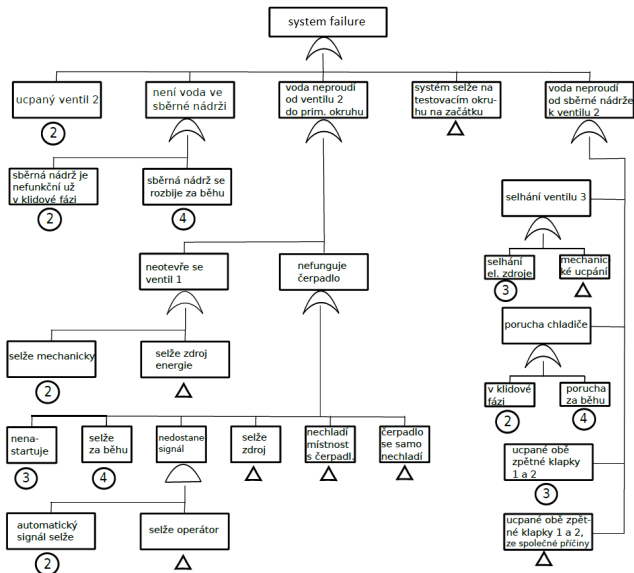 system failure
ucpaný ventil 2
2
není voda ve
sběrné nádrži
voda neproudí
od ventilu 2
do prim. okruhu
systém selže na
testovacím okru-
hu na začátku
voda neproudí
od sběrné nádrže
k ventilu 2
sběrná nádrž je
nefunkční už
v klidové fázi
2
sběrná nádrž se
rozbije za běhu
4
selhání ventilu 3
neotevře se
ventil 1
nefunguje
čerpadlo
selhání
el. zdroje
3
mechanic
ké ucpání
porucha chladiče
selže mechanicky
2
selže zdroj
energie
v klidové
fázi
2
porucha
za běhu
4
nena-
startuje
3
selže
za běhu
4
nedostane
signál
selže
zdroj
nechladí
místnost
s čerpadl.
čerpadlo
se samo
nechladí
ucpané obě
zpětné klapky
1 a 2
3
automatický
signál selže
2
selže operátor
ucpané obě zpět-
né klapky 1 a 2,
ze společné příčiny